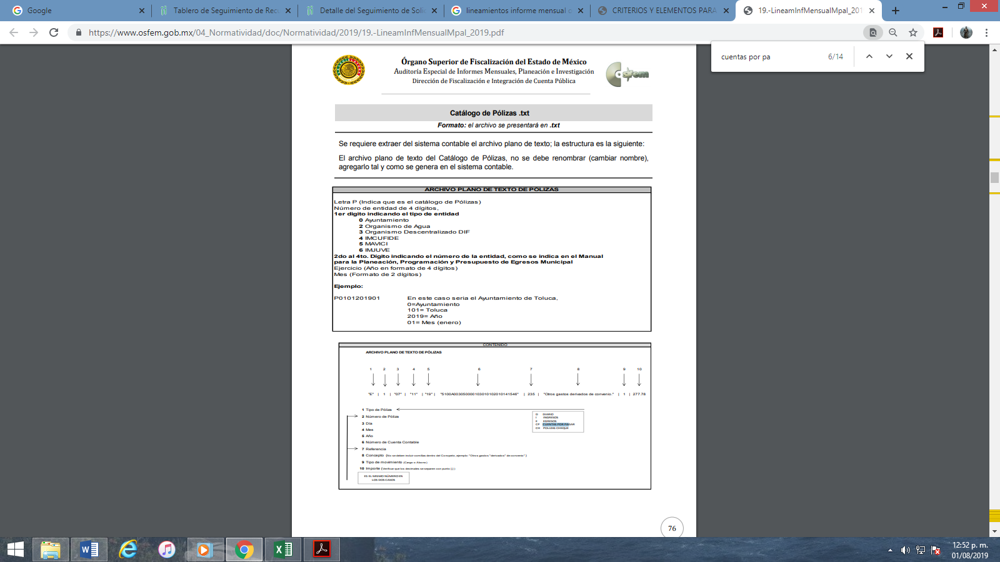 Google
Tablero de Seguimiento de Recu
Detalle del Seguimiento de Solic
lineamientos informe mensual o
CRITERIOS Y ELEMENTOS PARA
19.-LineamInfMensualMpal_201
https://www.osfem.gob.mx/04_Normatividad/doc/Normatividad/2019/19.-LineamInfMensualMpal_2019.pdf
cuentas por pa 6/14
Órgano Superior de Fiscalización del Estado de México
Auditoría Especial de Informes Mensuales, Planeación e Investigación
Dirección de Fiscalización e Integración de Cuenta Pública
osfem
Catálogo de Pólizas .txt
Formato: el archivo se presentará en .txt
Se requiere extraer del sistema contable el archivo plano de texto; la estructura es la siguiente:
El archivo plano de texto del Catálogo de Pólizas, no se debe renombrar (cambiar nombre),
agregarlo tal y como se genera en el sistema contable.
ARCHIVO PLANO DE TEXTO DE POLIZAS
Letra P (Indica que es el catálogo de Pólizas)
Número de entidad de 4 dígitos,
1er digito indicando el tipo de entidad
0 Ayuntamiento
2 Organismo de Agua
3 Organismo Descentralizado DIF
4 IMCUFIDE
5 MAVICI
6 IMJUVE
2do al 4to. Digito indicando el número de la entidad, como se indica en el Manual
para la Planeación, Programación y Presupuesto de Egresos Municipal
Ejercicio (Año en formato de 4 dígitos)
Mes (Formato de 2 dígitos)
Ejemplo:
P0101201901 En este caso seria el Ayuntamiento de Toluca,
0=Ayuntamiento
101= Toluca
2019= Año
01= Mes (enero)
CONTENIDO
ARCHIVO PLANO DE TEXTO DE PÓLIZAS
1 2 3 4 5 6 7 8 9 10
"E" | 1 | "07" | "11" | "19" | "5100A00305000010301010201014​1546" | 235 | "Otros gastos derivados de convenio." | 1 | 277.78
1 Tipo de Póliza
2 Número de Póliza
3 Día
4 Mes
5 Año
6 Número de Cuenta Contable
7 Referencia
8 Concepto (No se deben incluir comillas dentro del Concepto, ejemplo: "Otros gastos "derivados" de convenio")
9 Tipo de movimiento (Cargo o Abono)
10 Importe (Verificar que los decimales se separen con punto (.) )
D DIARIO
I INGRESOS
E EGRESOS
CP CUENTAS POR PAGAR
CH POLIZAS CHEQUE
ES EL MISMO NÚMERO EN
LOS DOS CASOS
76
12:52 p. m.
01/08/2019